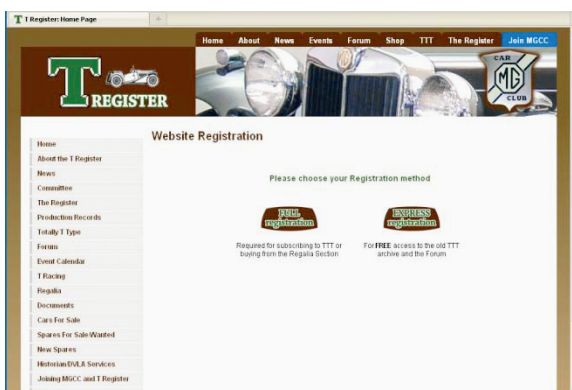 T Register: Home Page
Home About News Events Forum Shop TTT The Register Join MGCC
T REGISTER
CAR
MG
CLUB
Website Registration
Home
About the T Register
News
Committee
The Register
Production Records
Totally T Type
Forum
Event Calendar
T Racing
Regalia
Documents
Cars For Sale
Spares For Sale/Wanted
New Spares
Historian/DVLA Services
Joining MGCC and T Register
Please choose your Registration method
FULL
registration
Required for subscribing to TTT or
buying from the Regalia Section
EXPRESS
registration
For FREE access to the old TTT
archive and the Forum